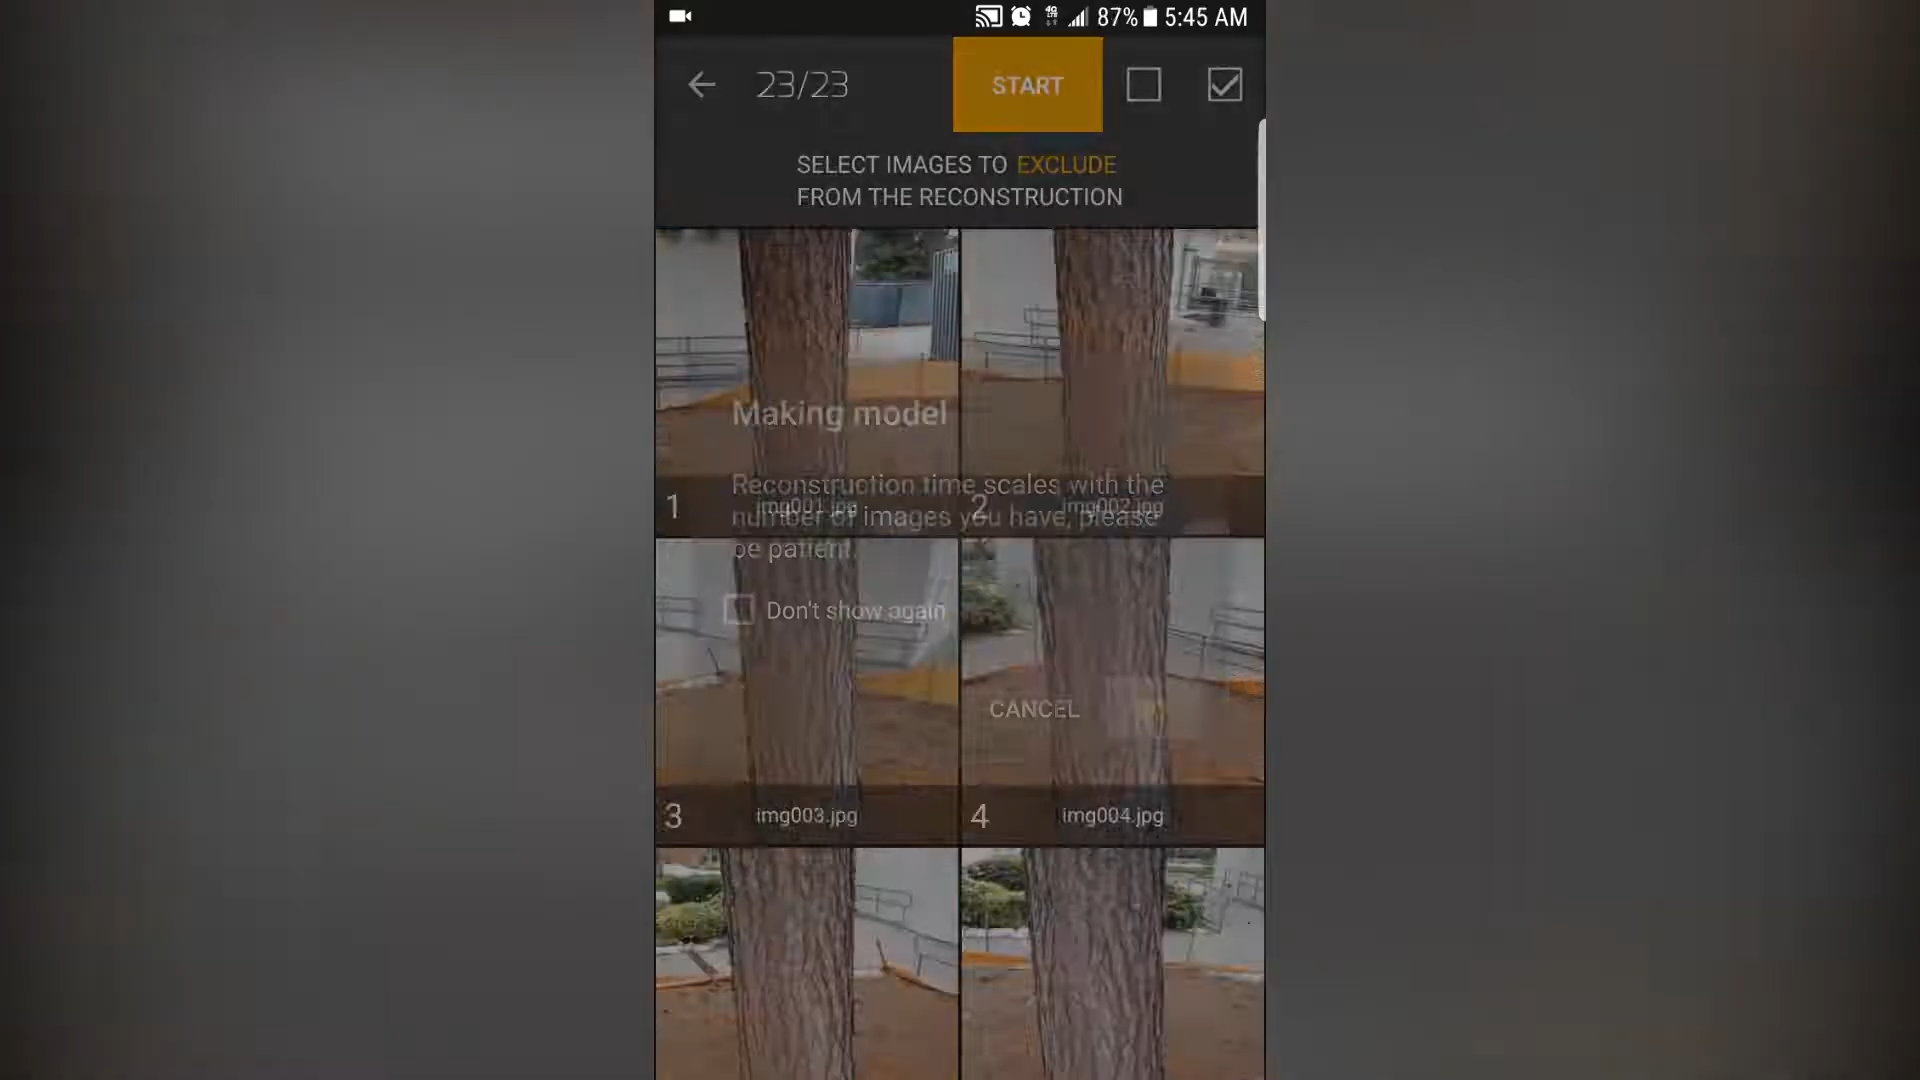 87% 5:45 AM
23/23
START
SELECT IMAGES TO EXCLUDE
FROM THE RECONSTRUCTION
Making model
Reconstruction time scales with the
number of images you have, please
be patient.
1 img001.jpg
2 img002.jpg
Don't show again
CANCEL
3 img003.jpg
4 img004.jpg